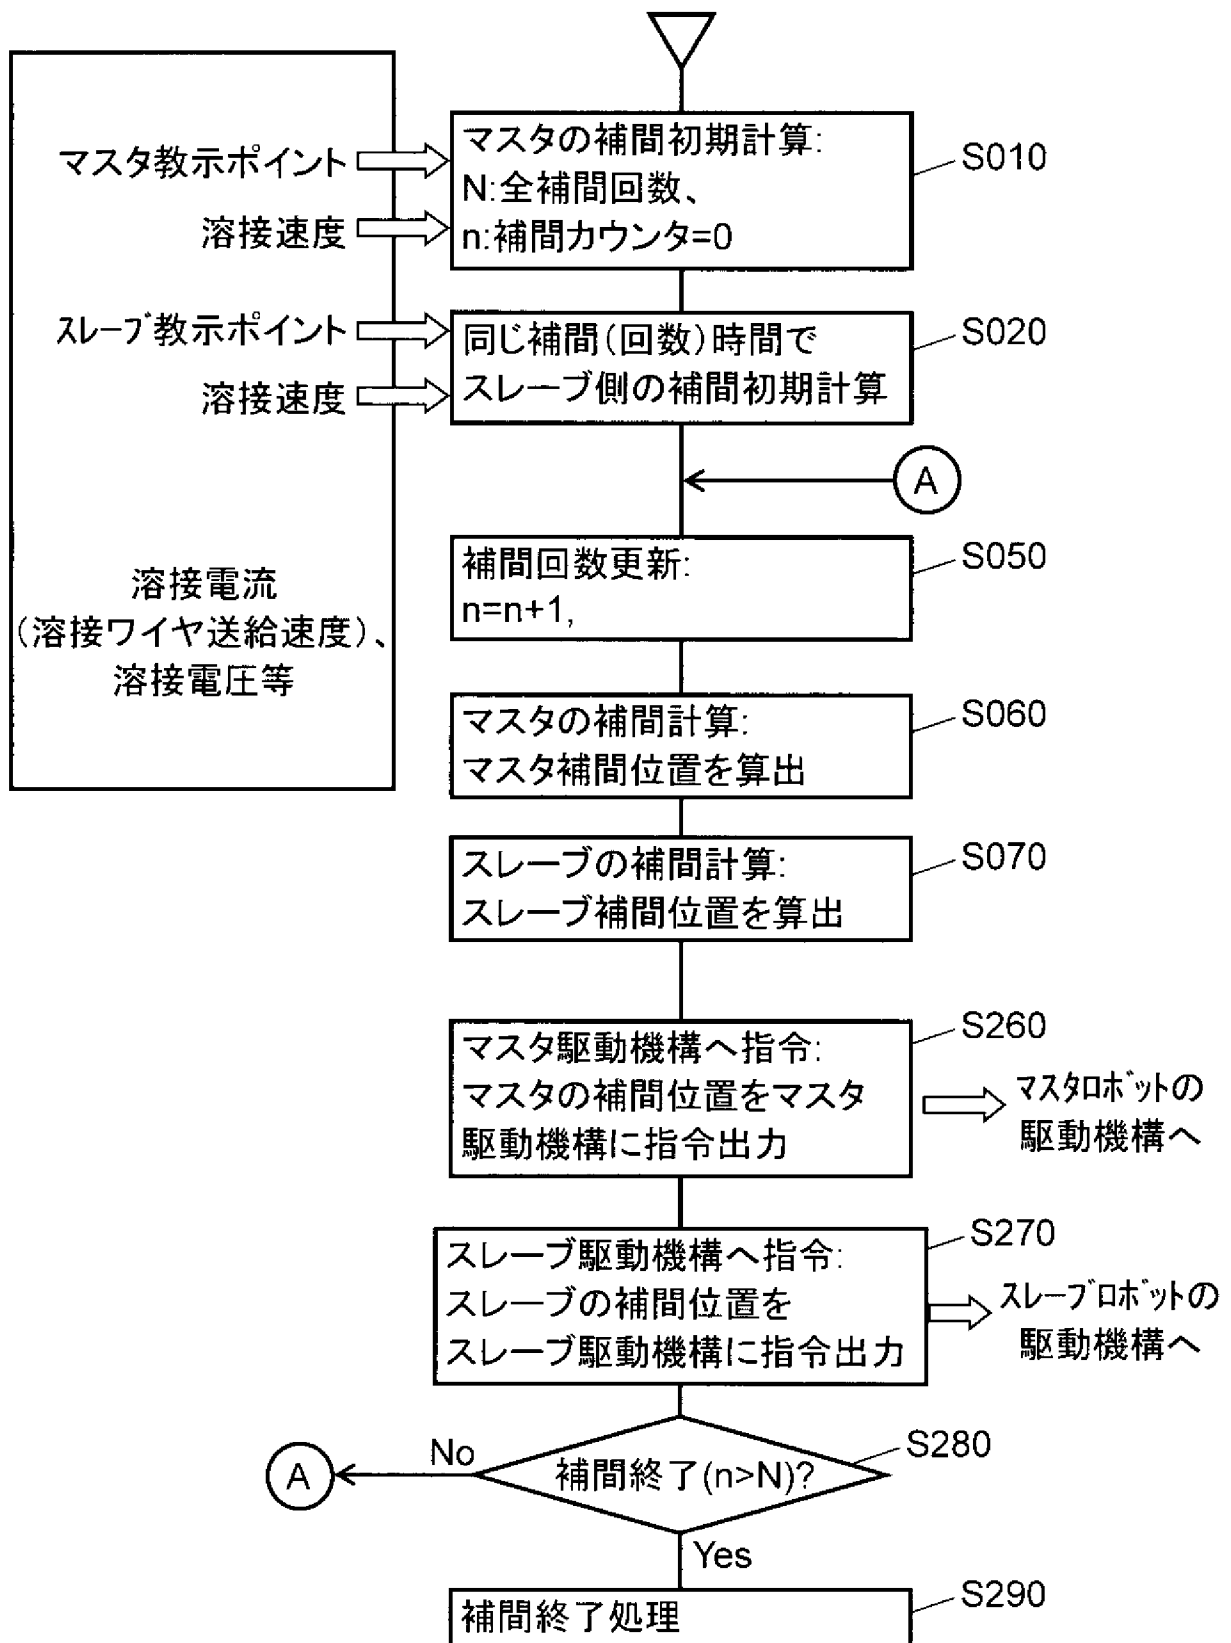 マスタ教示ポイント
溶接速度
スレーブ教示ポイント
溶接速度
溶接電流
(溶接ワイヤ送給速度)、
溶接電圧等
マスタの補間初期計算:
N:全補間回数、
n:補間カウンタ=0
S010
同じ補間(回数)時間で
スレーブ側の補間初期計算
S020
A
補間回数更新:
n=n+1,
S050
マスタの補間計算:
マスタ補間位置を算出
S060
スレーブの補間計算:
スレーブ補間位置を算出
S070
マスタ駆動機構へ指令:
マスタの補間位置をマスタ
駆動機構に指令出力
S260
マスタロボットの
駆動機構へ
スレーブ駆動機構へ指令:
スレーブの補間位置を
スレーブ駆動機構に指令出力
S270
スレーブロボットの
駆動機構へ
補間終了(n>N)?
S280
No
A
Yes
補間終了処理
S290